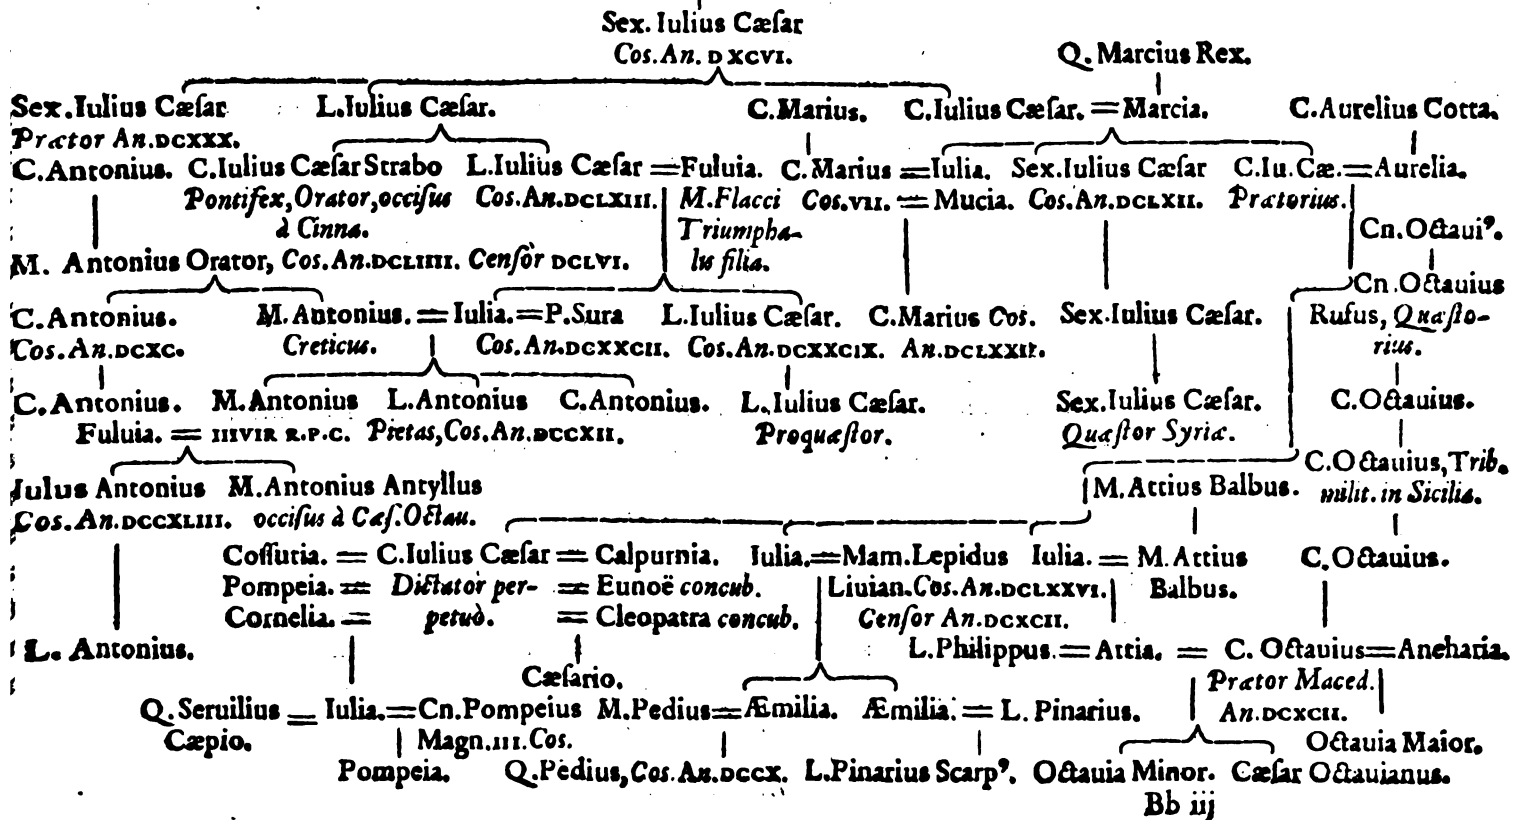 Sex. Iulius Cæſar
Cos. An. DXCVI.
Q. Marcius Rex.
Sex. Iulius Cæſar L. Iulius Cæſar. C. Marius. C. Iulius Cæſar. = Marcia. C. Aurelius Cotta.
Prætor An. DCXXX.
C. Antonius. C. Iulius Cæſar Strabo L. Iulius Cæſar = Fuluia. C. Marius = Iulia. Sex. Iulius Cæſar C. Iu. Cæ. = Aurelia.
Pontifex, Orator, occiſus Cos. An. DCLXIII. M. Flacci Cos. VII. = Mucia. Cos. An. DCLXII. Prætorius.
à Cinna. Triumpha- Cn. Octaui⁹.
M. Antonius Orator, Cos. An. DCLIIII. Cenſor DCLVI. lis filia.
Cn. Octauius
C. Antonius. M. Antonius. = Iulia. = P. Sura L. Iulius Cæſar. C. Marius Cos. Sex. Iulius Cæſar. Rufus, Quæſto-
Cos. An. DCXC. Creticus. Cos. An. DCXXCII. Cos. An. DCXXCIX. An. DCLXXII. rius.
C. Antonius. M. Antonius L. Antonius C. Antonius. L. Iulius Cæſar. Sex. Iulius Cæſar. C. Octauius.
Fuluia. = IIIVIR R.P.C. Pietas, Cos. An. DCCXII. Proquæſtor. Quæſtor Syriæ.
C. Octauius, Trib.
Iulus Antonius M. Antonius Antyllus M. Attius Balbus. milit. in Sicilia.
Cos. An. DCCXLIII. occiſus à Cæſ. Octau.
Coſſutia. = C. Iulius Cæſar = Calpurnia. Iulia. = Mam. Lepidus Iulia. = M. Attius C. Octauius.
Pompeia. = Dictator per- = Eunoë concub. Liuian. Cos. An. DCLXXVI. Balbus.
Cornelia. = petuò. = Cleopatra concub. Cenſor An. DCXCII.
L. Antonius. L. Philippus. = Attia. = C. Octauius = Ancharia.
Cæſario. Prætor Maced.
Q. Seruilius = Iulia. = Cn. Pompeius M. Pedius = Æmilia. Æmilia. = L. Pinarius. An. DCXCII.
Cæpio. Magn. III. Cos. Octauia Maior.
Pompeia. Q. Pedius, Cos. An. DCCX. L. Pinarius Scarp⁹. Octauia Minor. Cæſar Octauianus.
Bb iij